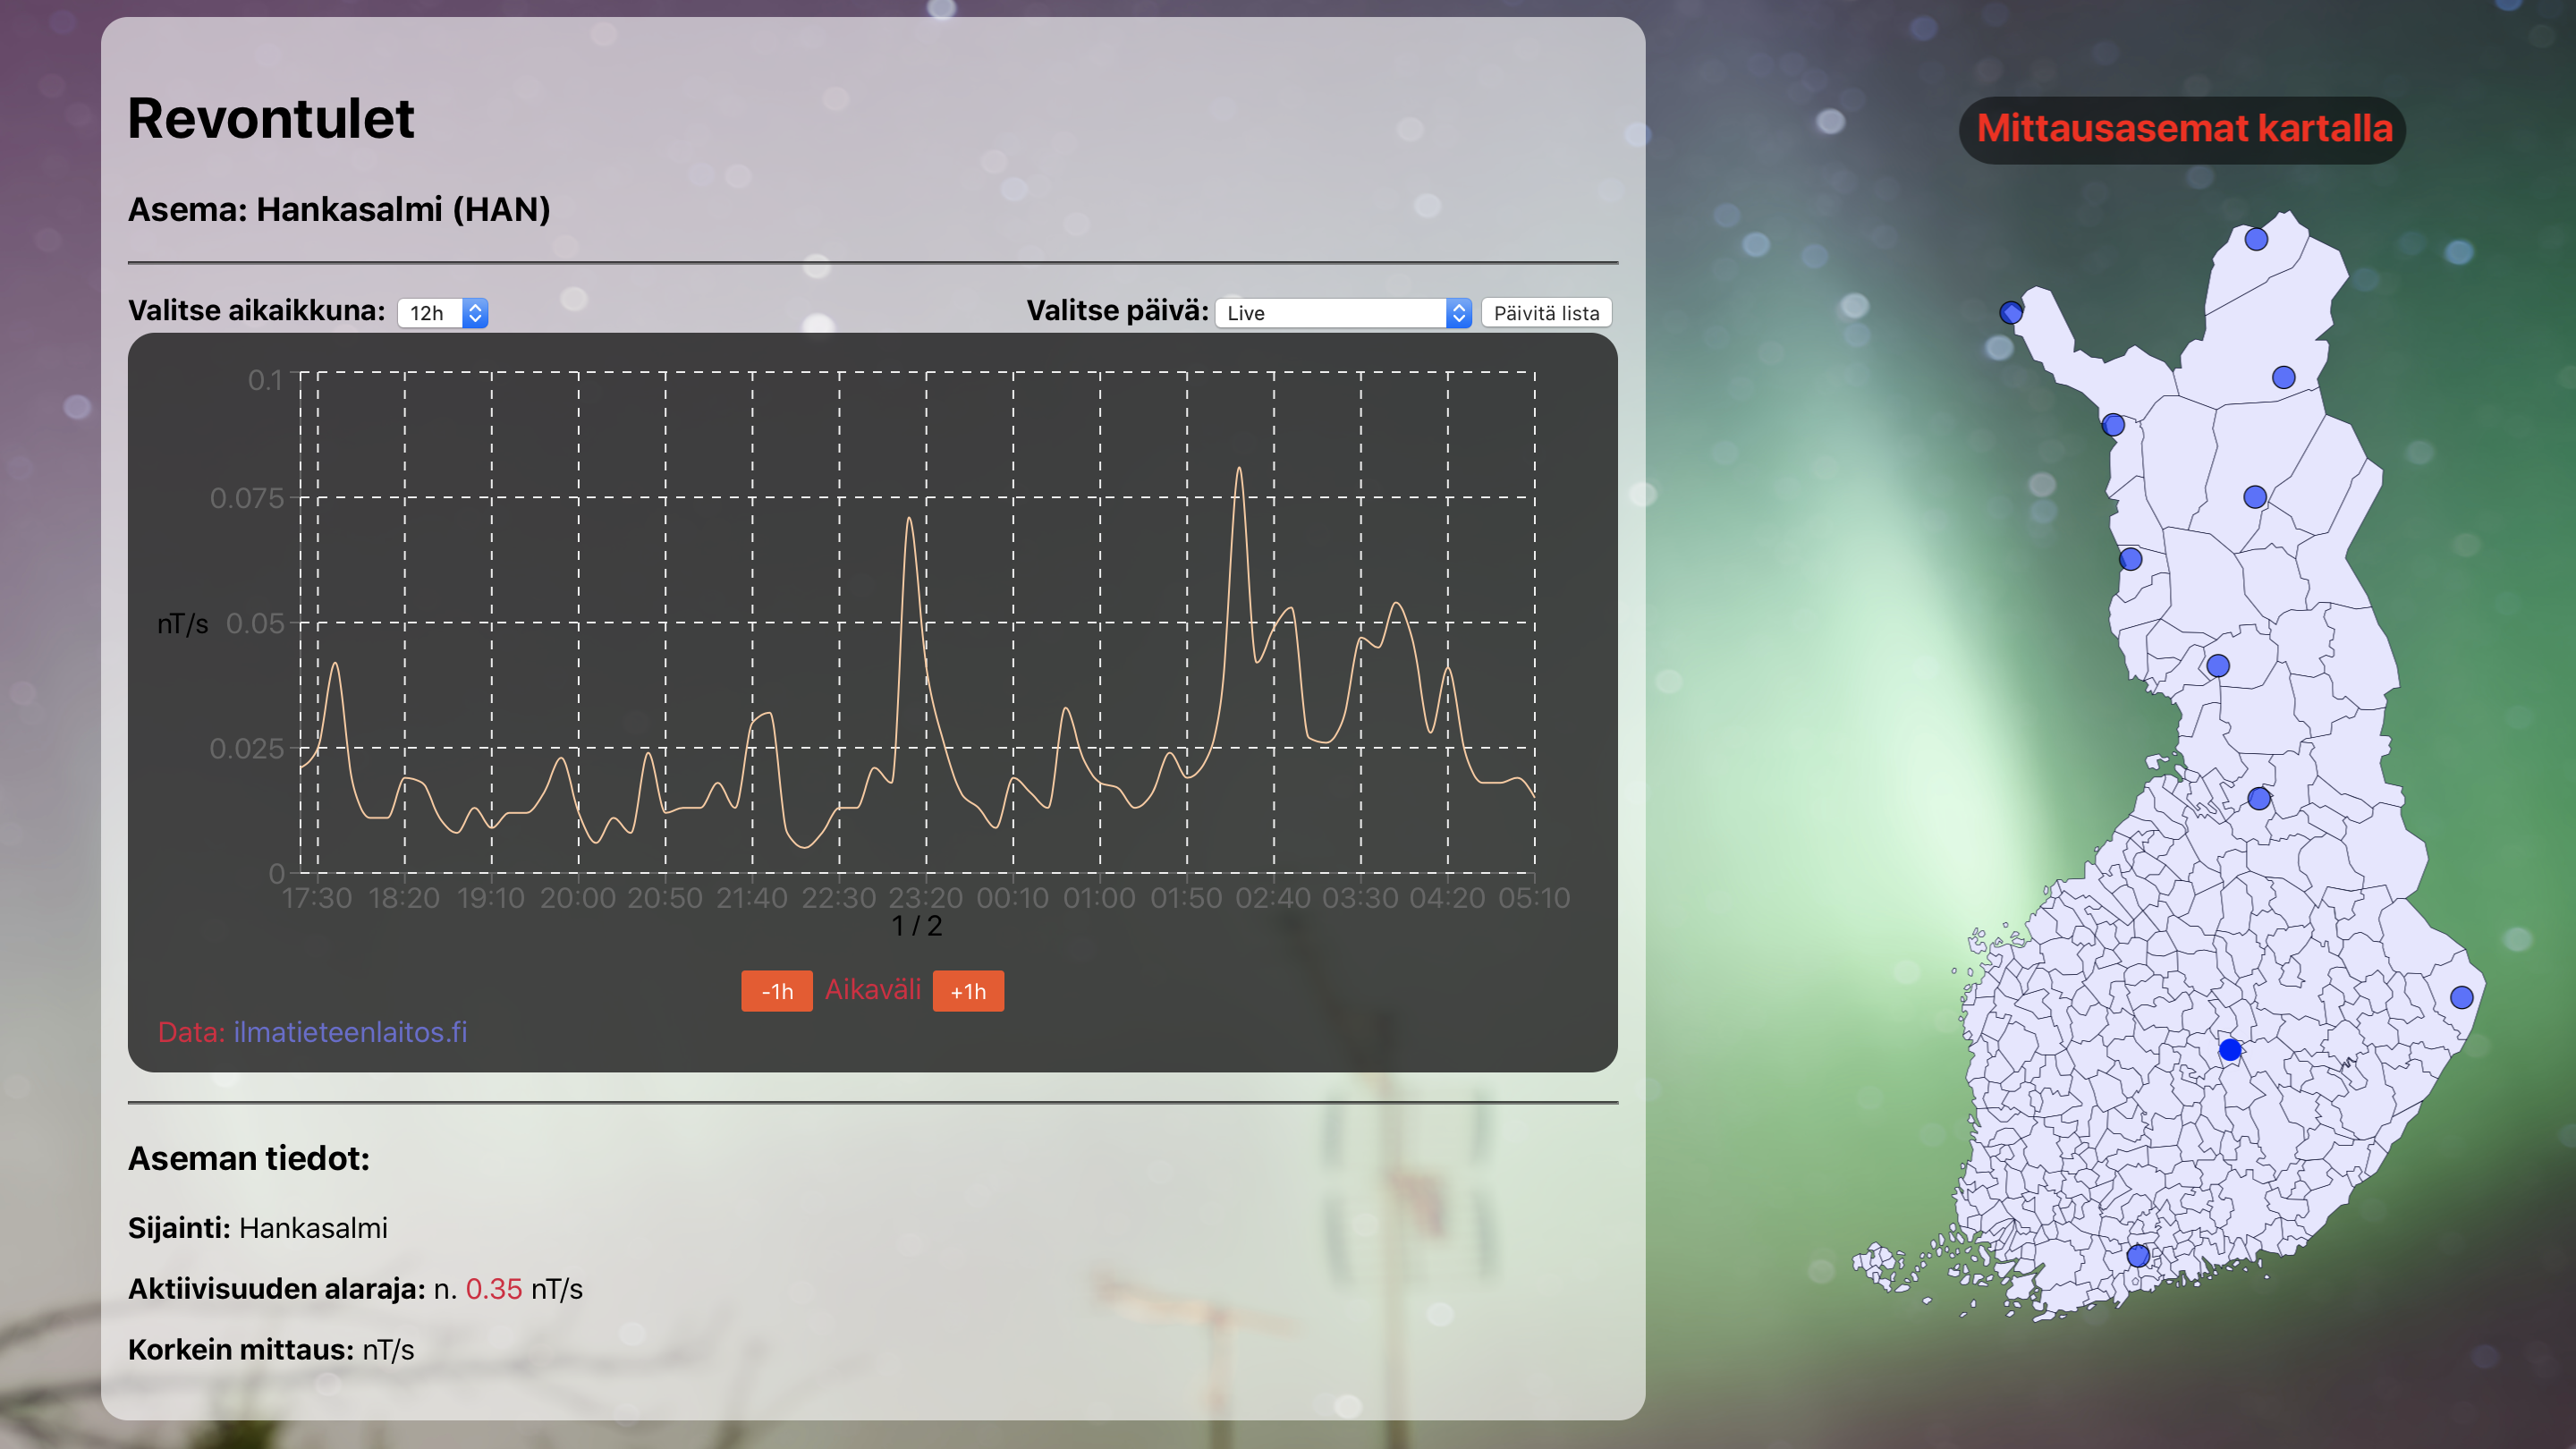 Revontulet
Mittausasemat kartalla
Asema: Hankasalmi (HAN)
Valitse aikaikkuna: 12h
Valitse päivä: Live Päivitä lista
0.1
0.075
nT/s 0.05
0.025
0
17:30 18:20 19:10 20:00 20:50 21:40 22:30 23:20 00:10 01:00 01:50 02:40 03:30 04:20 05:10
1 / 2
-1h Aikaväli +1h
Data: ilmatieteenlaitos.fi
Aseman tiedot:
Sijainti: Hankasalmi
Aktiivisuuden alaraja: n. 0.35 nT/s
Korkein mittaus: nT/s